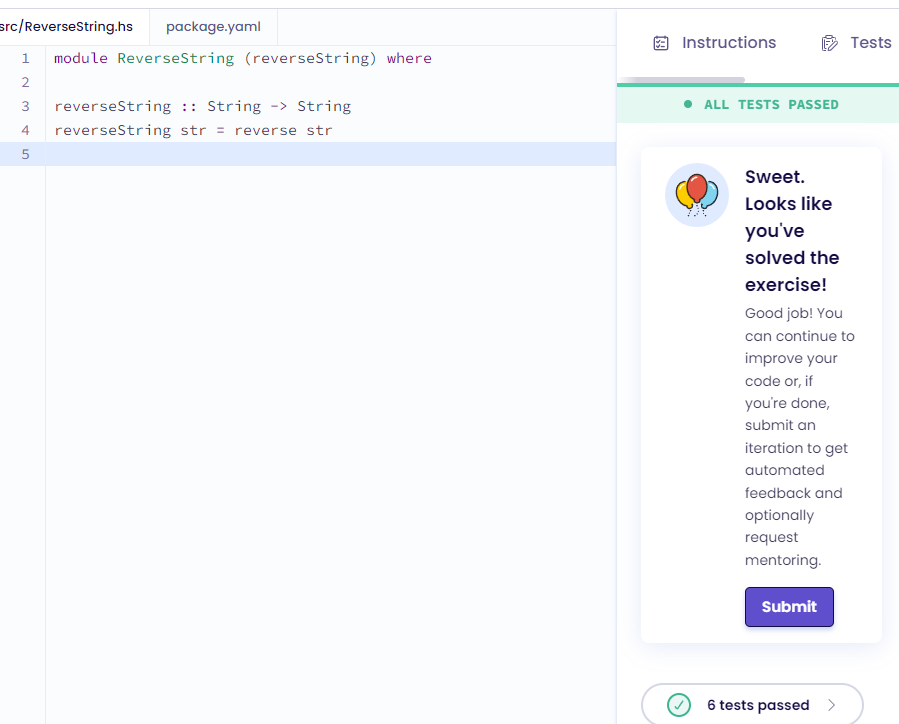 src/ReverseString.hs
package.yaml
1 module ReverseString (reverseString) where
2
3 reverseString :: String -> String
4 reverseString str = reverse str
5
Instructions
Tests
ALL TESTS PASSED
Sweet.
Looks like
you've
solved the
exercise!
Good job! You
can continue to
improve your
code or, if
you're done,
submit an
iteration to get
automated
feedback and
optionally
request
mentoring.
Submit
6 tests passed